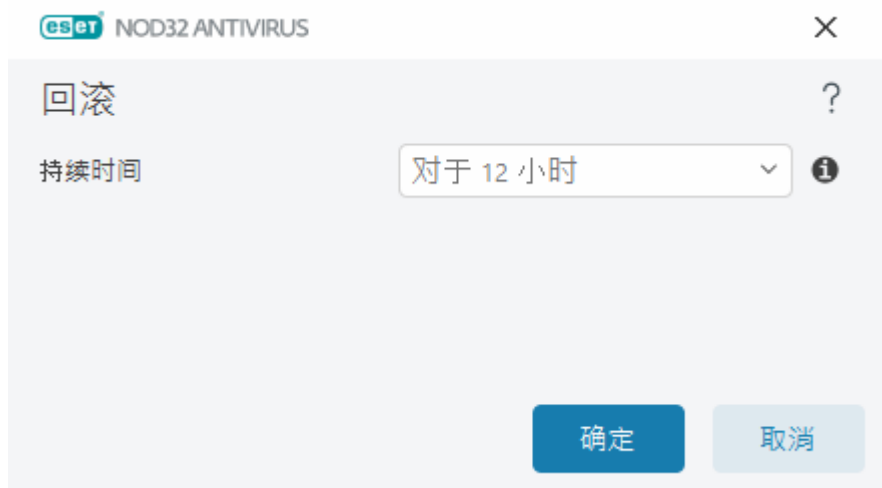 eset NOD32 ANTIVIRUS
回滚 ?
持续时间 对于 12 小时
确定 取消